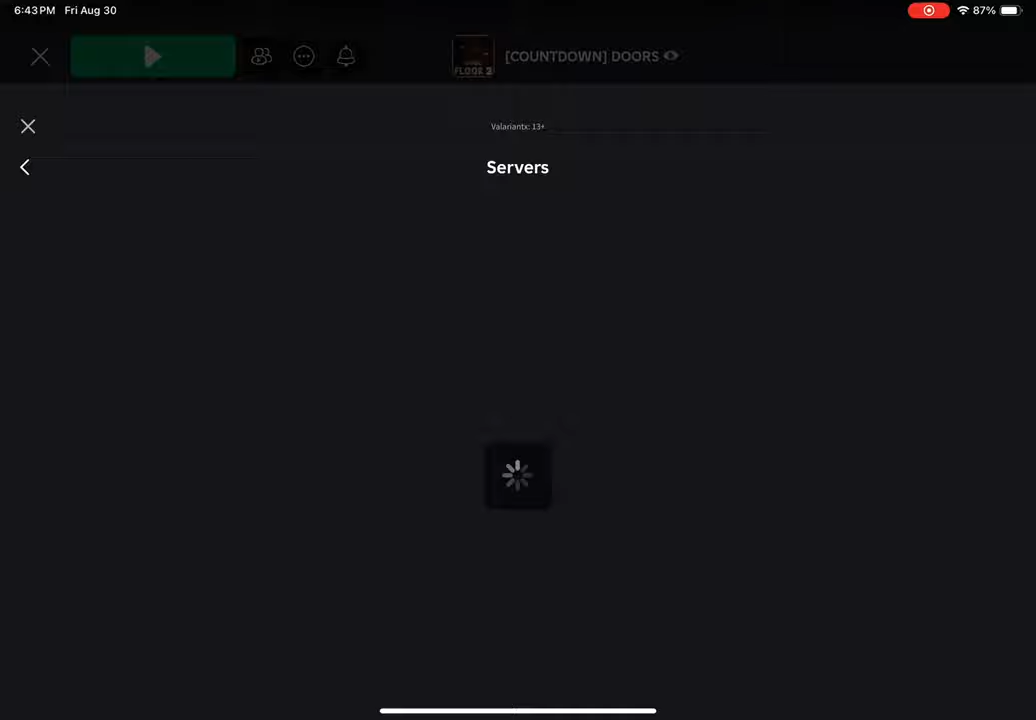 6:43 PM Fri Aug 30
87%
FLOOR 2
[COUNTDOWN] DOORS
Valariantx: 13+
Servers